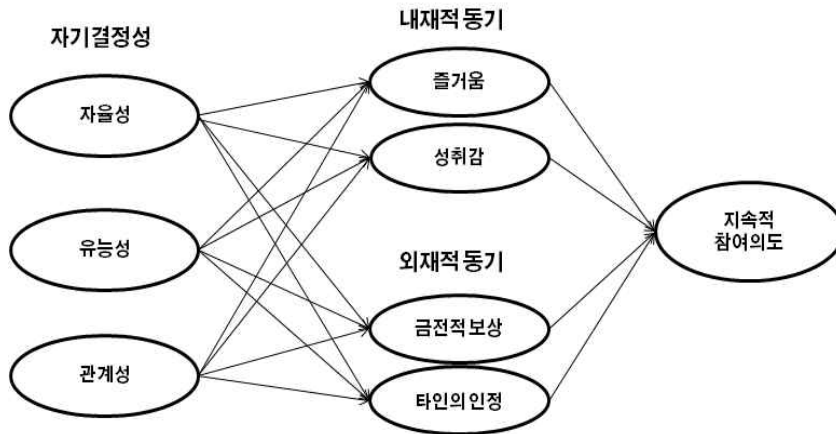 자기결정성
자율성
유능성
관계성
내재적 동기
즐거움
성취감
외재적 동기
금전적 보상
타인의 인정
지속적
참여의도